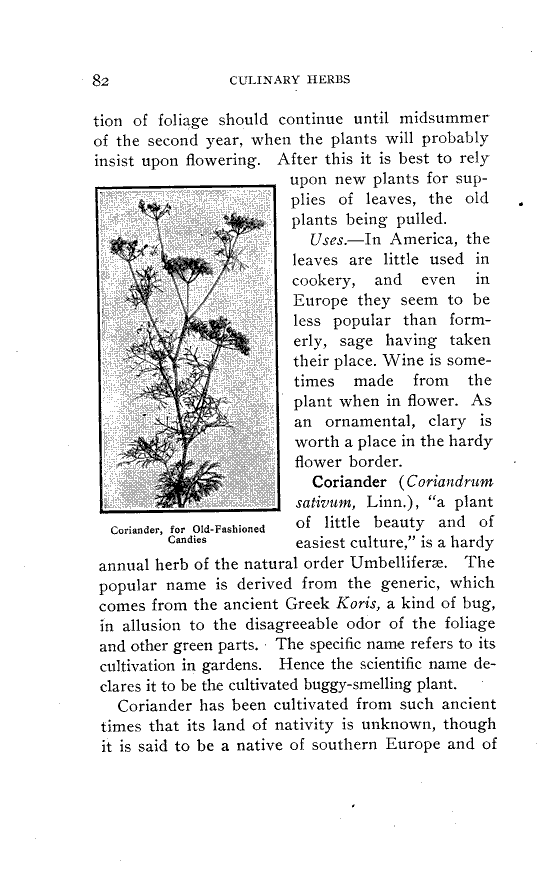 82 CULINARY HERBS
tion of foliage should continue until midsummer
of the second year, when the plants will probably
insist upon flowering. After this it is best to rely
upon new plants for sup-
plies of leaves, the old
plants being pulled.
Uses.—In America, the
leaves are little used in
cookery, and even in
Europe they seem to be
less popular than form-
erly, sage having taken
their place. Wine is some-
times made from the
plant when in flower. As
an ornamental, clary is
worth a place in the hardy
flower border.
Coriander (Coriandrum
sativum, Linn.), “a plant
of little beauty and of
easiest culture,” is a hardy
Coriander, for Old-Fashioned
Candies
annual herb of the natural order Umbelliferæ. The
popular name is derived from the generic, which
comes from the ancient Greek Koris, a kind of bug,
in allusion to the disagreeable odor of the foliage
and other green parts. The specific name refers to its
cultivation in gardens. Hence the scientific name de-
clares it to be the cultivated buggy-smelling plant.
Coriander has been cultivated from such ancient
times that its land of nativity is unknown, though
it is said to be a native of southern Europe and of